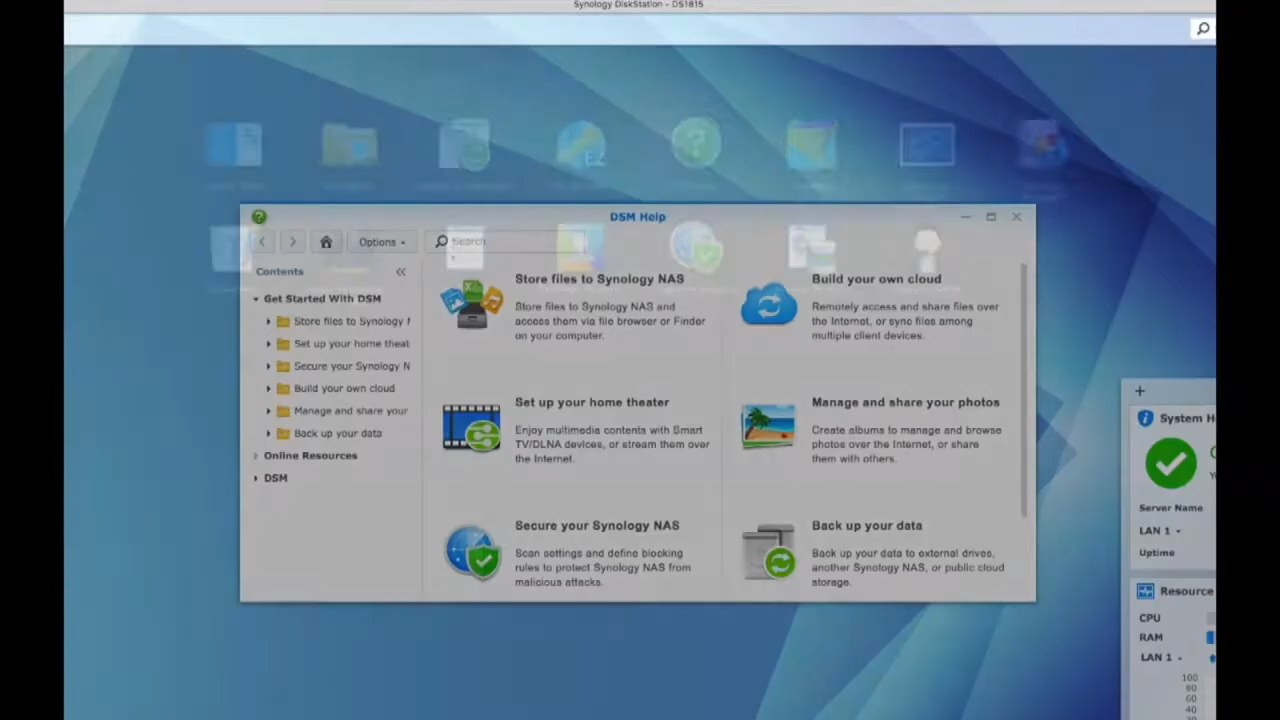 Synology DiskStation - DS1815
DSM Help
Options
Search
Contents
Get Started With DSM
Store files to Synology N
Set up your home theat
Secure your Synology N
Build your own cloud
Manage and share your
Back up your data
Online Resources
DSM
Store files to Synology NAS
Store files to Synology NAS and
access them via file browser or Finder
on your computer.
Build your own cloud
Remotely access and share files over
the Internet, or sync files among
multiple client devices.
Set up your home theater
Enjoy multimedia contents with Smart
TV/DLNA devices, or stream them over
the Internet.
Manage and share your photos
Create albums to manage and browse
photos over the Internet, or share
them with others.
Secure your Synology NAS
Scan settings and define blocking
rules to protect Synology NAS from
malicious attacks.
Back up your data
Back up your data to external drives,
another Synology NAS, or public cloud
storage.
System He
Server Name
LAN 1
Uptime
Resource
CPU
RAM
LAN 1
100
80
60
40